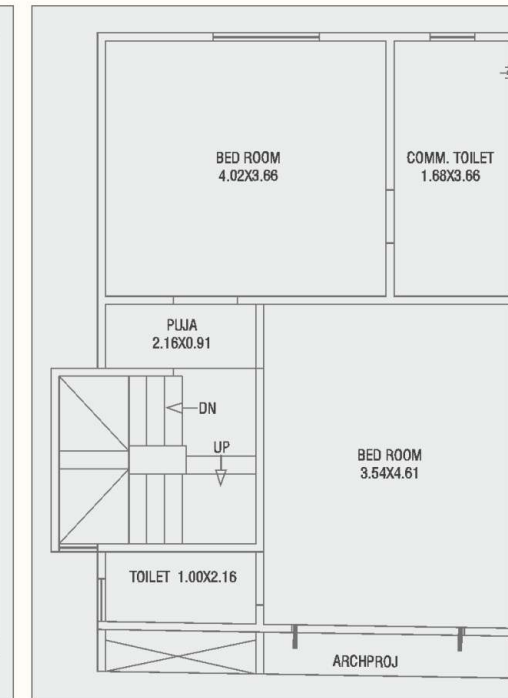 BED ROOM
4.02X3.66
COMM. TOILET
1.68X3.66
PUJA
2.16X0.91
DN
UP
BED ROOM
3.54X4.61
TOILET 1.00X2.16
ARCHPROJ